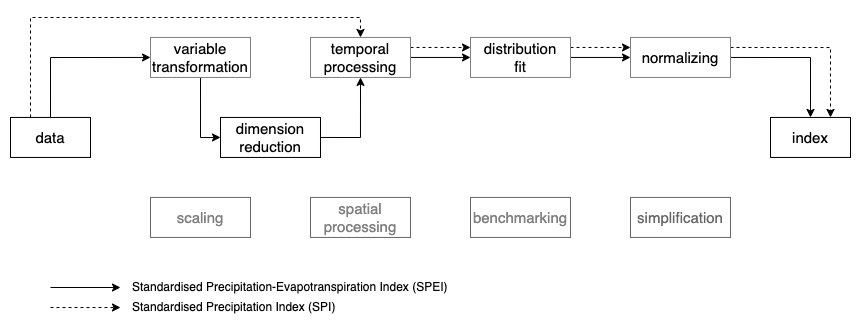 variable
transformation
temporal
processing
distribution
fit
normalizing
data
dimension
reduction
index
scaling
spatial
processing
benchmarking
simplification
Standardised Precipitation-Evapotranspiration Index (SPEI)
Standardised Precipitation Index (SPI)